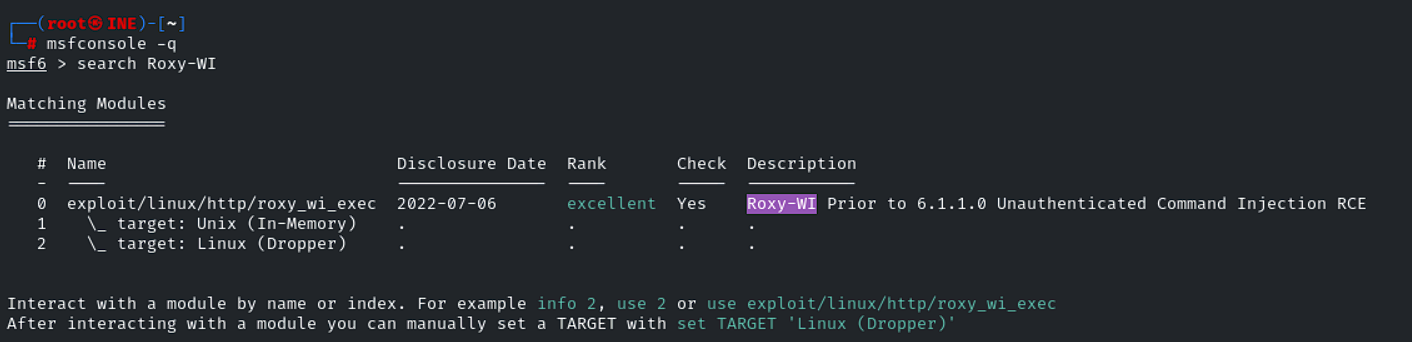 ┌──(root㉿INE)-[~]
└─# msfconsole -q
msf6 > search Roxy-WI
Matching Modules
================
# Name Disclosure Date Rank Check Description
- ---- --------------- ---- ----- -----------
0 exploit/linux/http/roxy_wi_exec 2022-07-06 excellent Yes Roxy-WI Prior to 6.1.1.0 Unauthenticated Command Injection RCE
1 \_ target: Unix (In-Memory) . . . .
2 \_ target: Linux (Dropper) . . . .
Interact with a module by name or index. For example info 2, use 2 or use exploit/linux/http/roxy_wi_exec
After interacting with a module you can manually set a TARGET with set TARGET 'Linux (Dropper)'